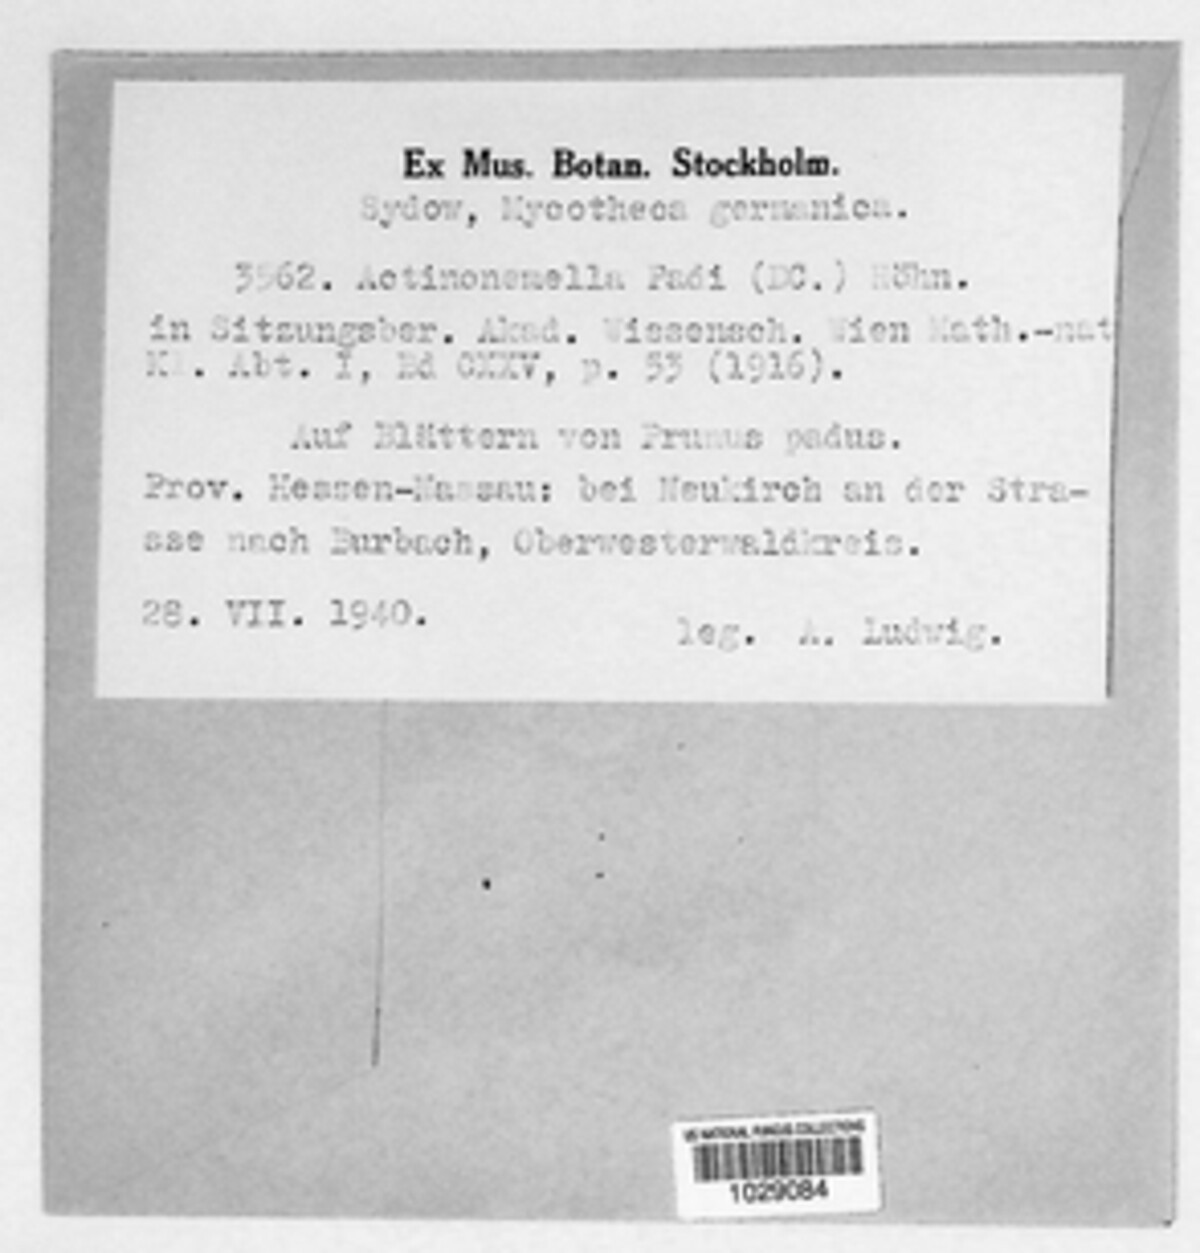 Ex Mus. Botan. Stockholm.
Sydow, Mycotheca germanica.
3562. Actinonemella Padi (DC.) Höhn.
in Sitzungsber. Akad. Wissensch. Wien Math.-nat
Kl. Abt. I, Bd CXXV, p. 53 (1916).
Auf Blättern von Prunus padus.
Prov. Hessen-Nassau: bei Neukirch an der Stra-
sse nach Burbach, Oberwesterwaldkreis.
28. VII. 1940.
leg. A. Ludwig.
US NATIONAL FUNGUS COLLECTIONS
1029084